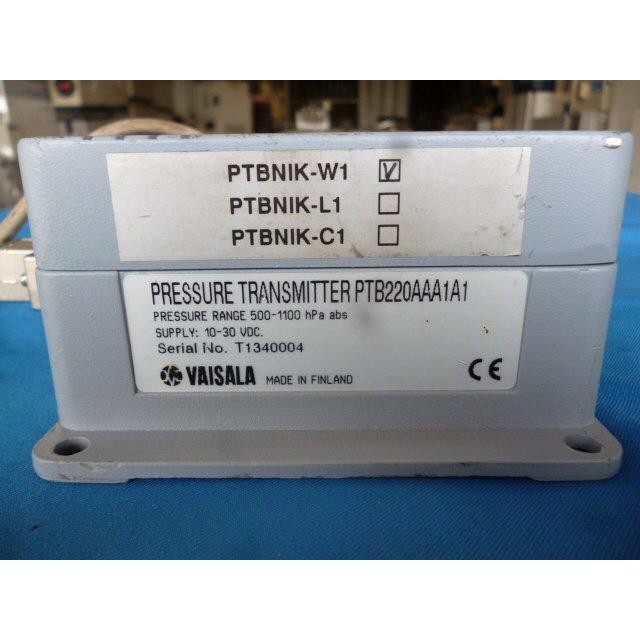 PTBNIK-W1
PTBNIK-L1
PTBNIK-C1
PRESSURE TRANSMITTER PTB220AAA1A1
PRESSURE RANGE 500-1100 hPa abs
SUPPLY: 10-30 VDC.
Serial No. T1340004
VAISALA MADE IN FINLAND
CE